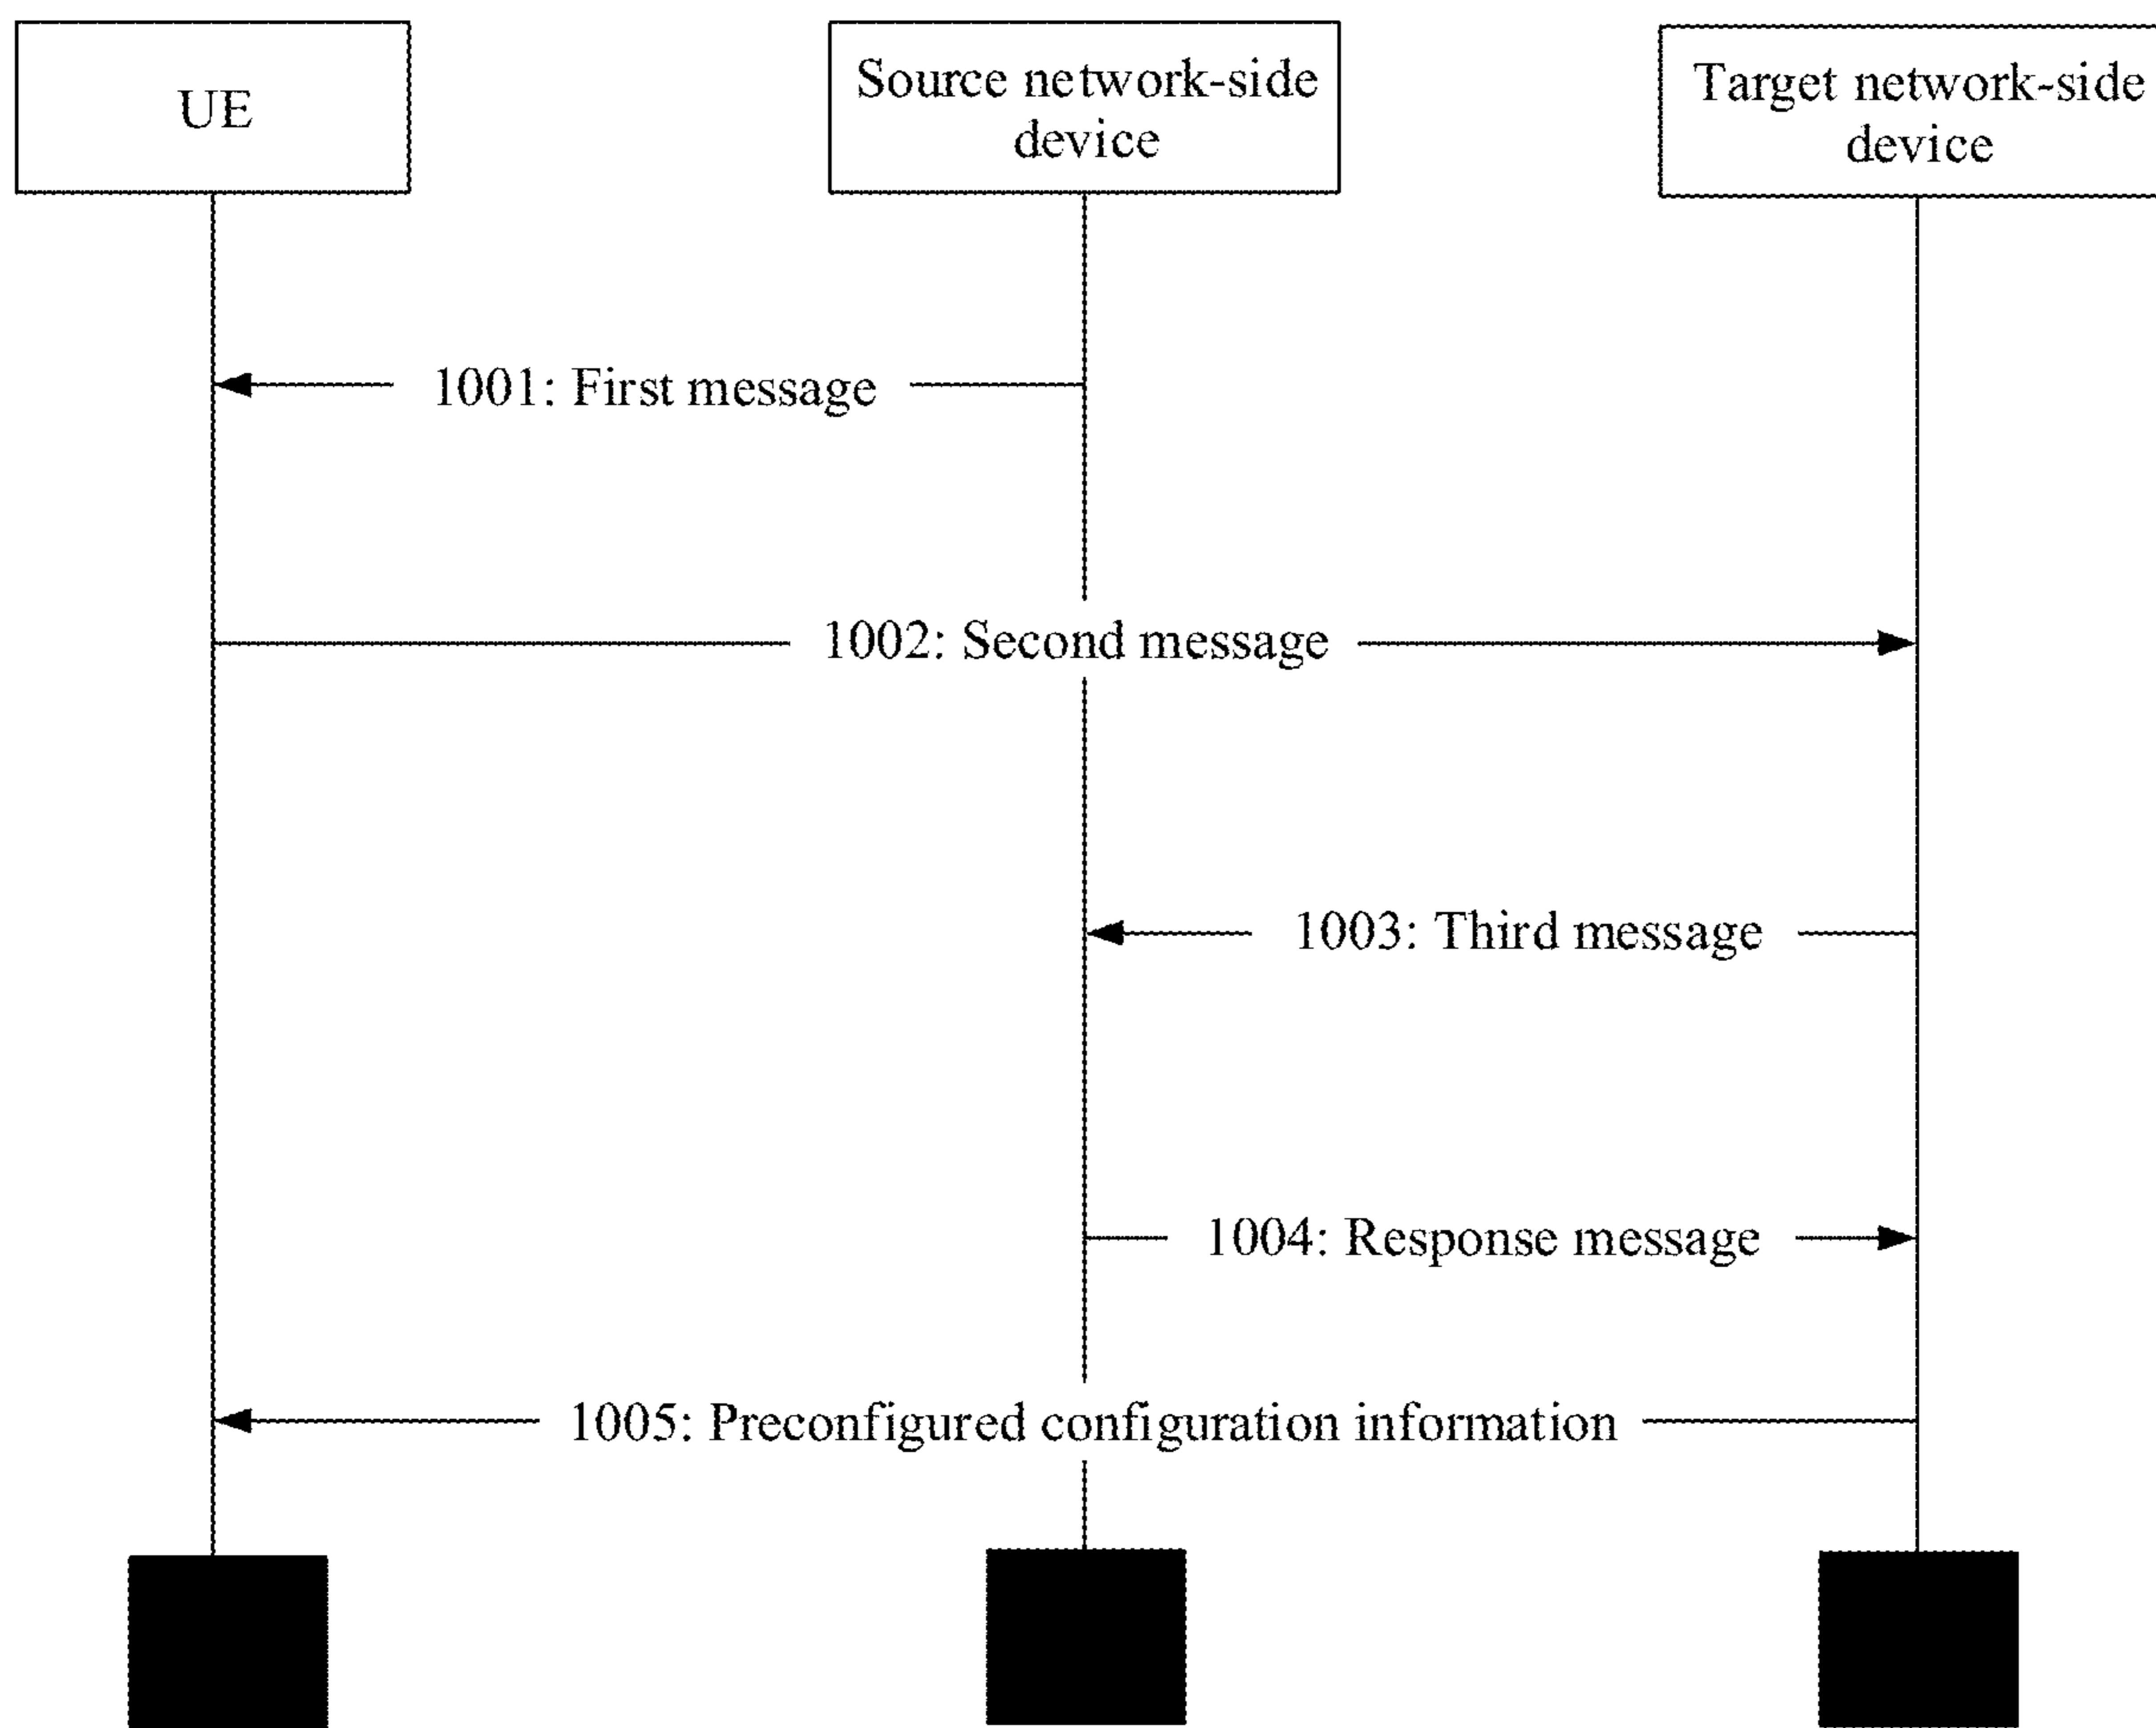 UE
Source network-side
device
Target network-side
device
1001: First message
1002: Second message
1003: Third message
1004: Response message
1005: Preconfigured configuration information